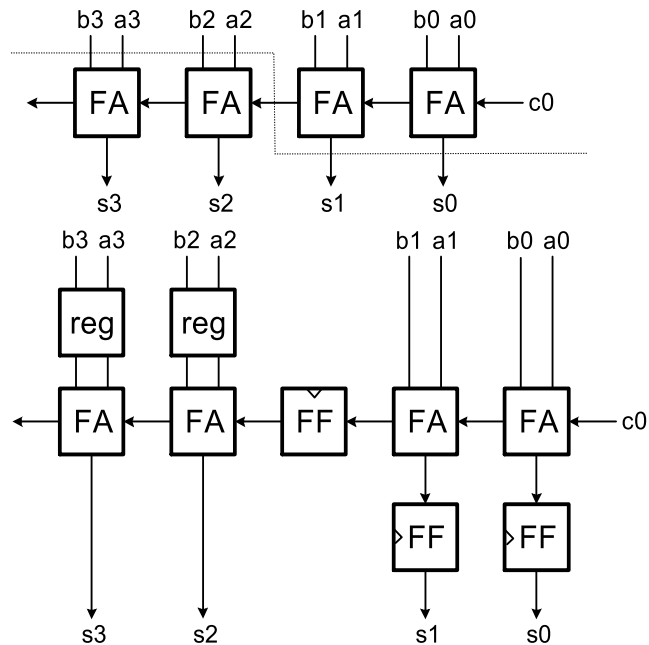 b3 a3 b2 a2 b1 a1 b0 a0
FA FA FA FA c0
s3 s2 s1 s0
b3 a3 b2 a2 b1 a1 b0 a0
reg reg
FA FA FF FA FA c0
FF FF
s3 s2 s1 s0